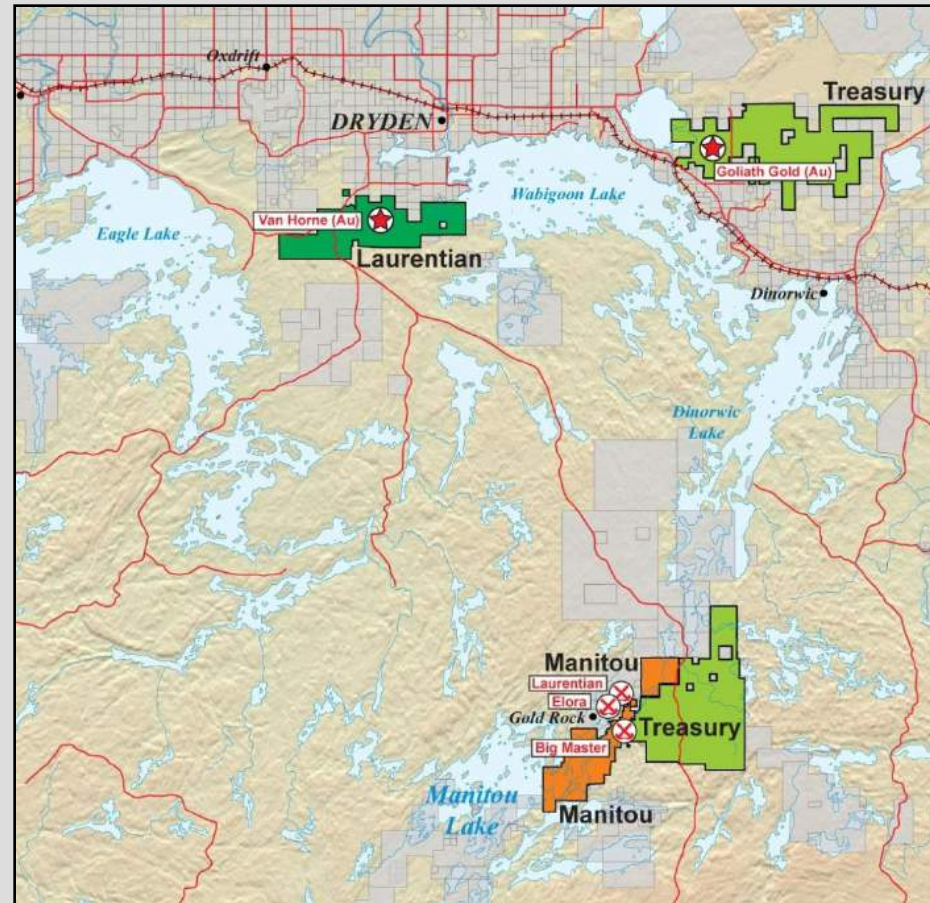 Oxdrift
Treasury
DRYDEN
Goliath Gold (Au)
Wabigoon Lake
Van Horne (Au)
Eagle Lake
Laurentian
Dinorwic
Dinorwic
Lake
Manitou
Laurentian
Elora
Gold Rock
Treasury
Big Master
Manitou
Lake
Manitou